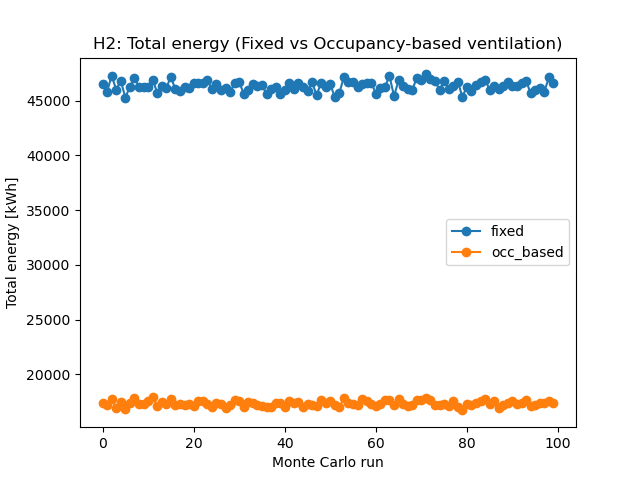 H2: Total energy (Fixed vs Occupancy-based ventilation)
Total energy [kWh]
45000
40000
35000
30000
25000
20000
fixed
occ_based
0 20 40 60 80 100
Monte Carlo run